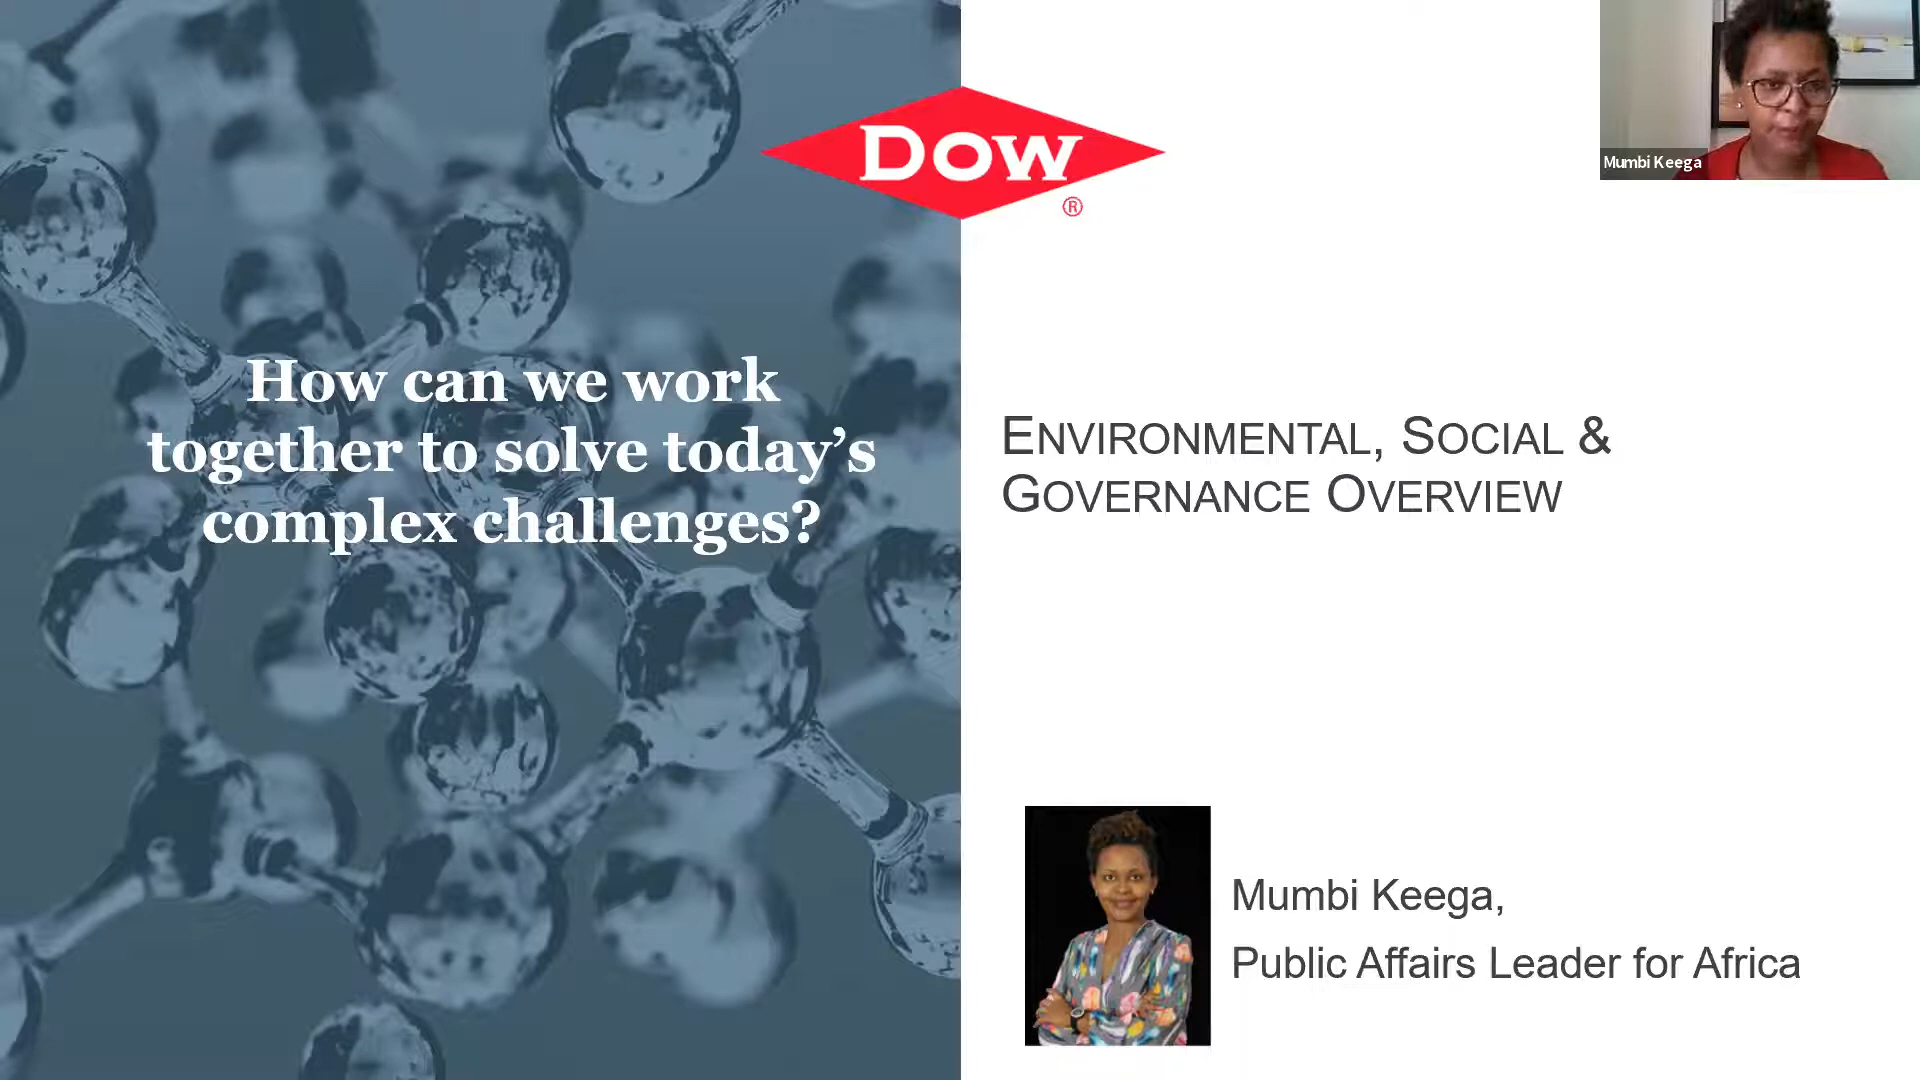 DOW
®
Mumbi Keega
How can we work
together to solve today's
complex challenges?
ENVIRONMENTAL, SOCIAL &
GOVERNANCE OVERVIEW
Mumbi Keega,
Public Affairs Leader for Africa